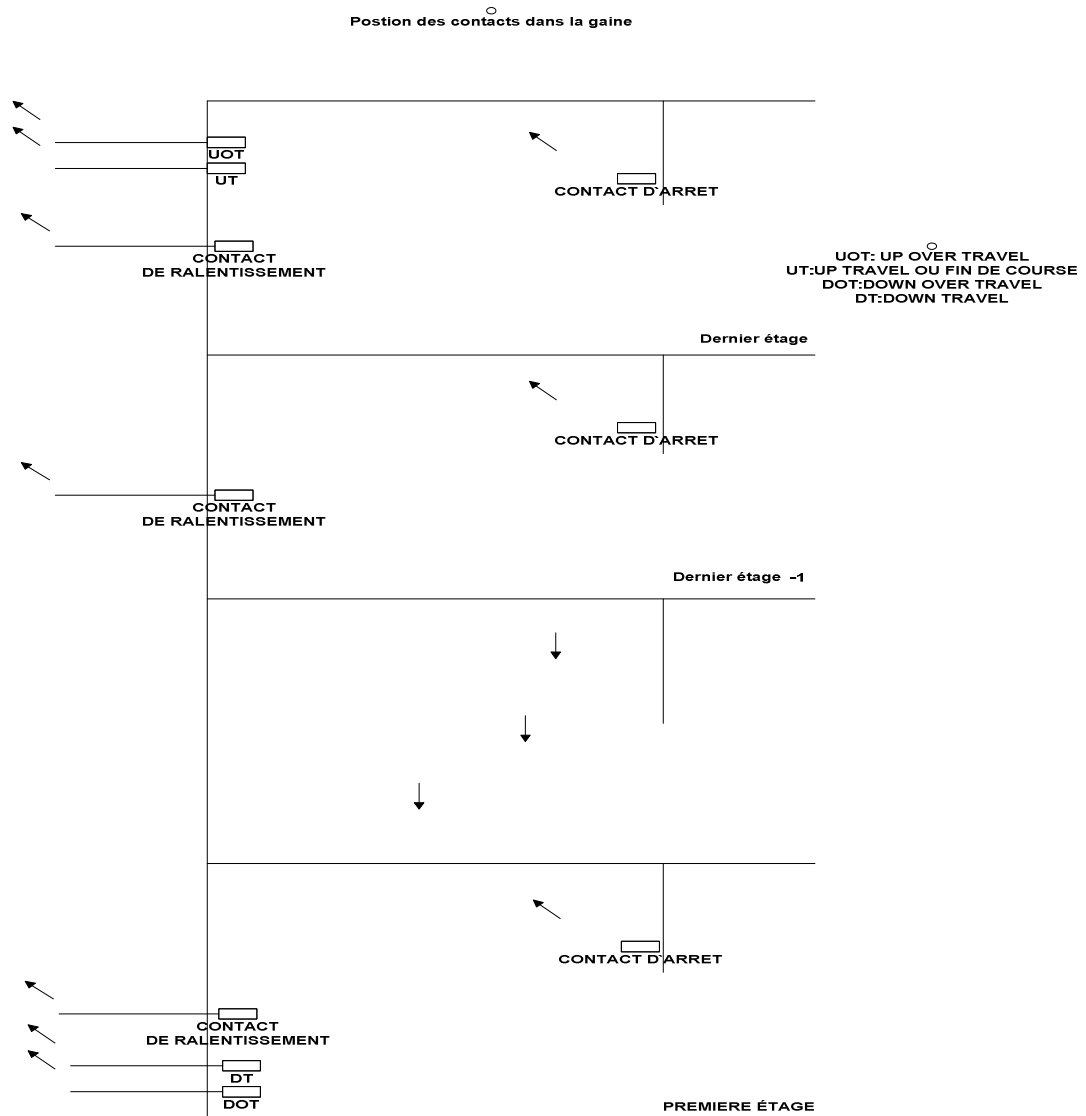 Postion des contacts dans la gaine
UOT
UT
CONTACT D`ARRET
CONTACT
DE RALENTISSEMENT
UOT: UP OVER TRAVEL
UT:UP TRAVEL OU FIN DE COURSE
DOT:DOWN OVER TRAVEL
DT:DOWN TRAVEL
Dernier étage
CONTACT D`ARRET
CONTACT
DE RALENTISSEMENT
Dernier étage -1
CONTACT D`ARRET
CONTACT
DE RALENTISSEMENT
DT
DOT
PREMIERE ÉTAGE